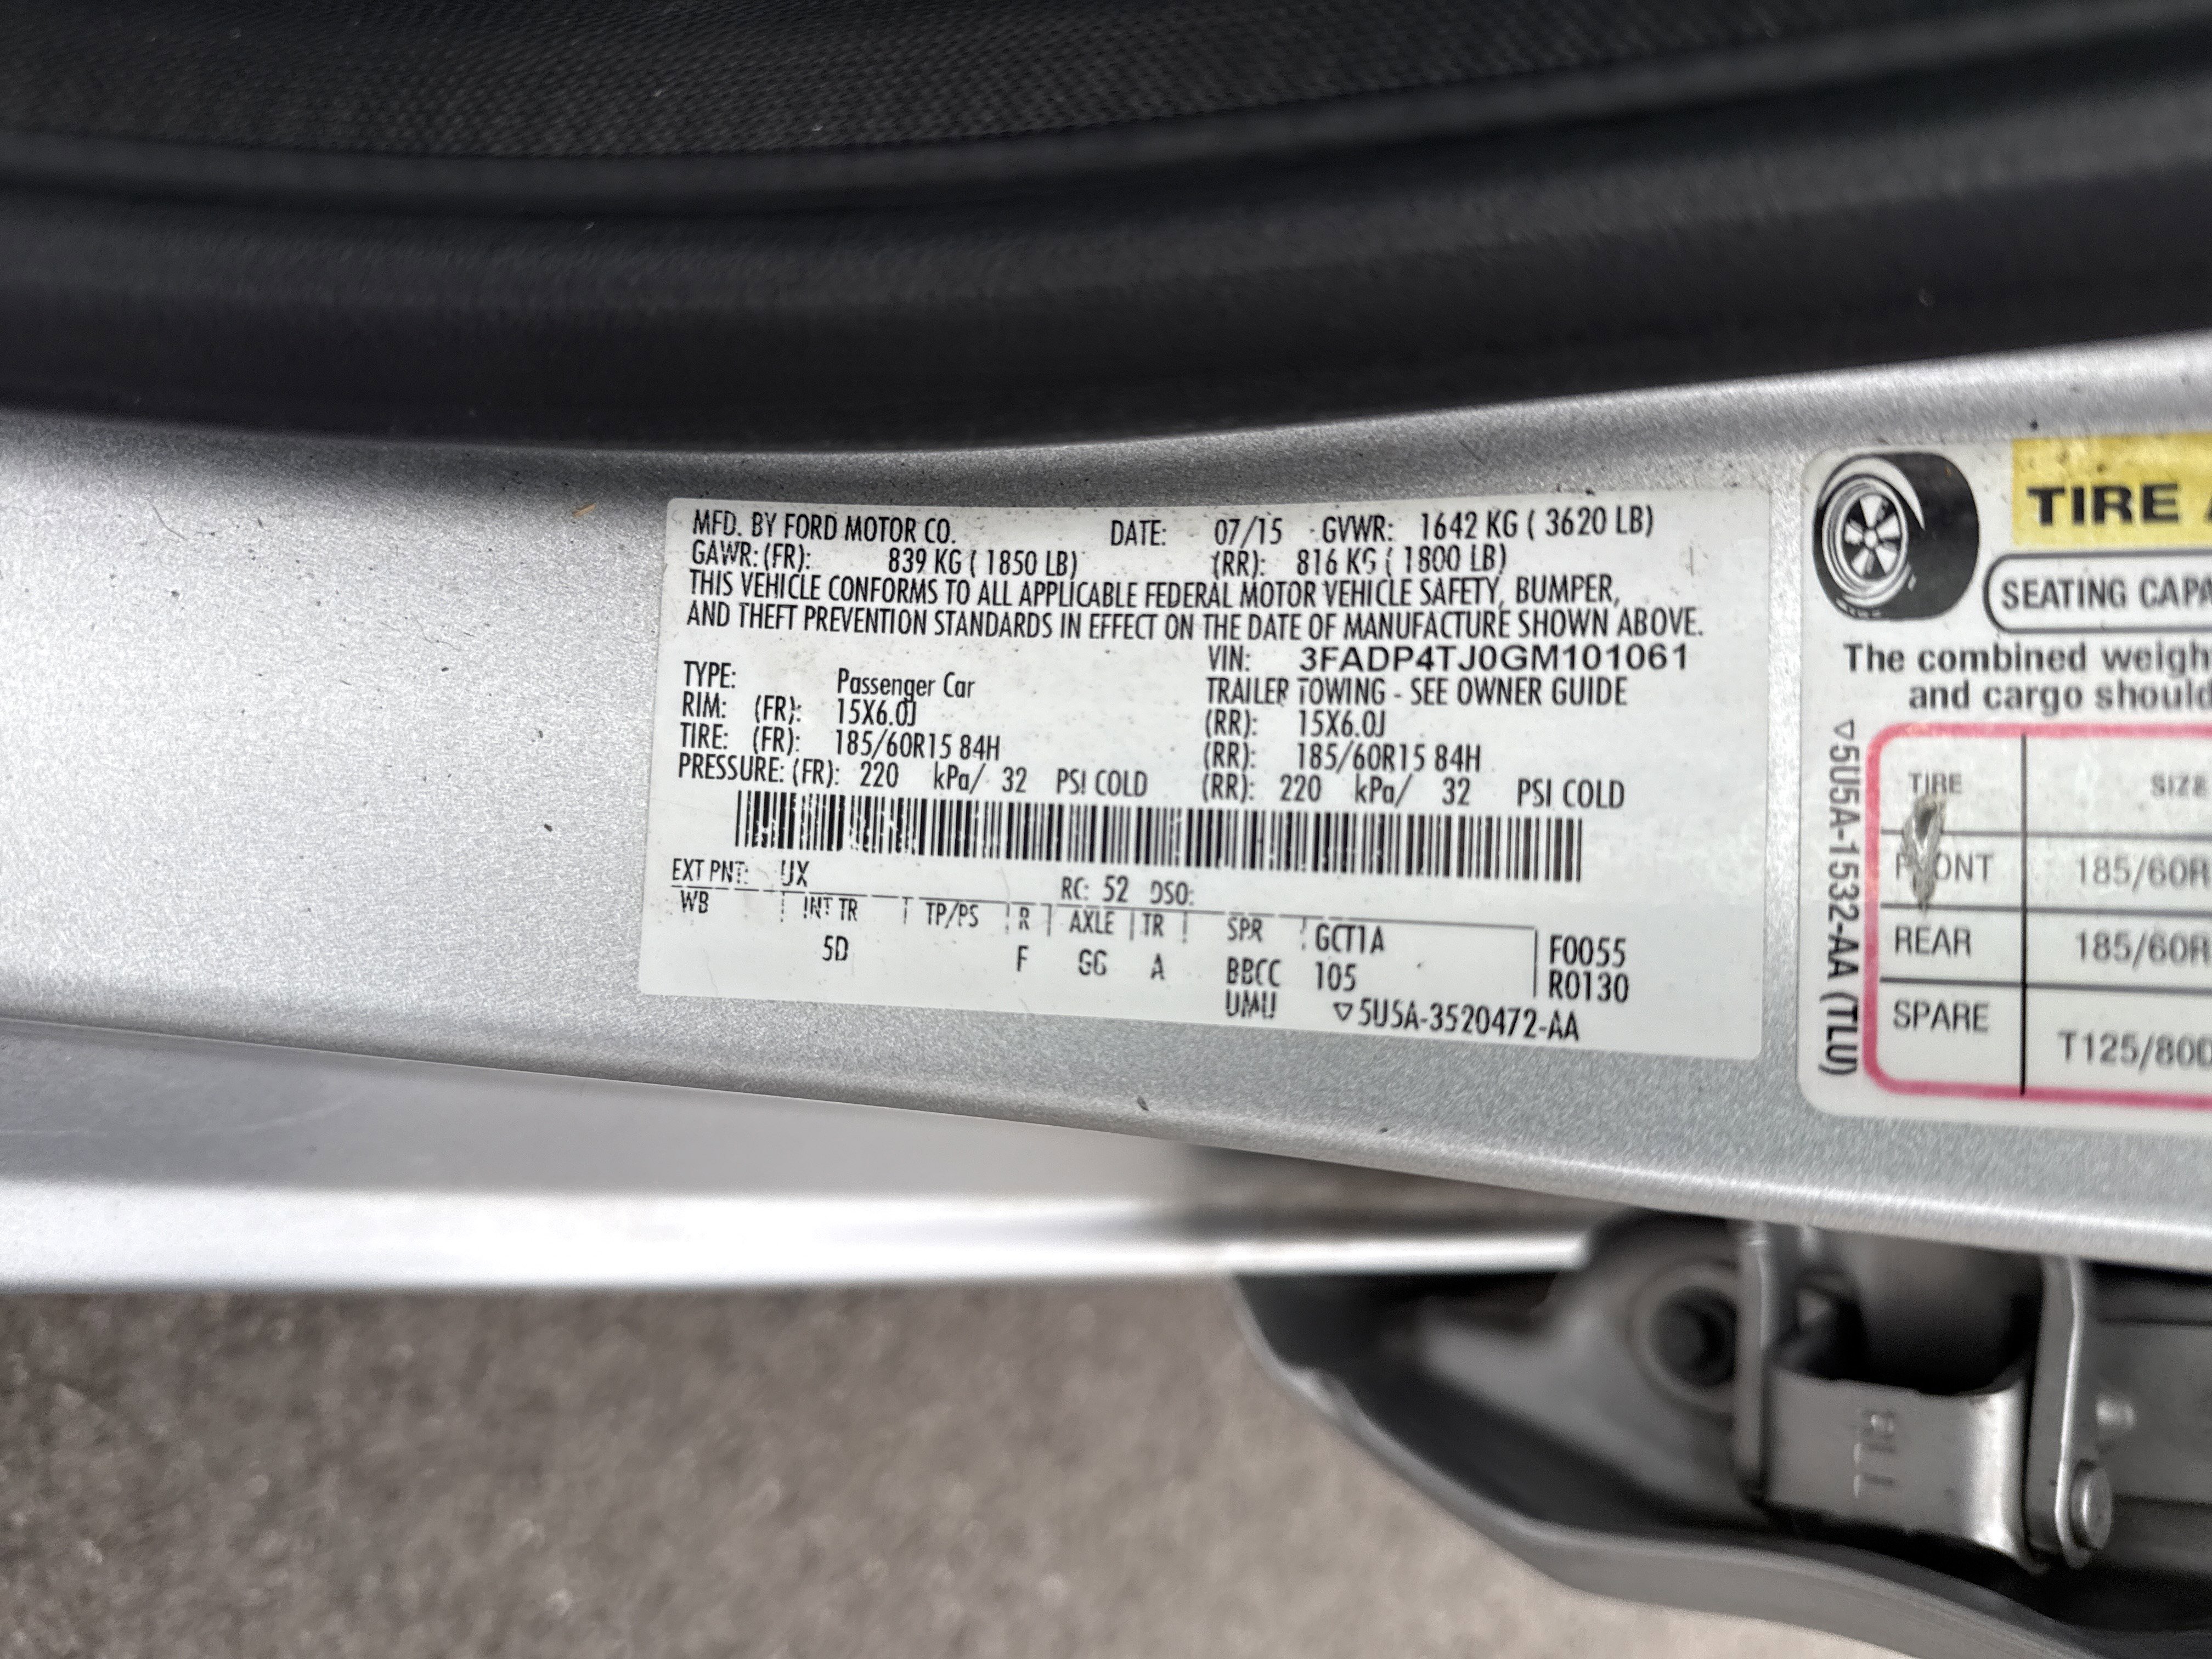 MFD. BY FORD MOTOR CO. DATE: 07/15 GVWR: 1642 KG ( 3620 LB)
GAWR: (FR): 839 KG ( 1850 LB) (RR): 816 KG ( 1800 LB)
THIS VEHICLE CONFORMS TO ALL APPLICABLE FEDERAL MOTOR VEHICLE SAFETY, BUMPER,
AND THEFT PREVENTION STANDARDS IN EFFECT ON THE DATE OF MANUFACTURE SHOWN ABOVE.
VIN: 3FADP4TJ0GM101061
TYPE: Passenger Car TRAILER TOWING - SEE OWNER GUIDE
RIM: (FR): 15X6.0J (RR): 15X6.0J
TIRE: (FR): 185/60R15 84H (RR): 185/60R15 84H
PRESSURE: (FR): 220 kPa/ 32 PSI COLD (RR): 220 kPa/ 32 PSI COLD
EXT PNT: UX RC: 52 DSO:
WB INT TR TP/PS R AXLE TR SPR GCT1A F0055
5D F GG A BBCC 105 R0130
UMU ▽5U5A-3520472-AA
TIRE
SEATING
The combined
and cargo
▽5U5A-1532-AA (TLU)
TIRE SIZE
FRONT 185/60R
REAR 185/60R
SPARE T125/80D